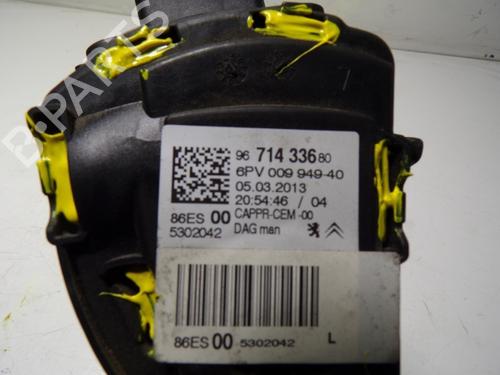 96 714 336 80
6PV 009 949-40
05.03.2013
20:54:46 / 04
86ES 00 CAPPR-CEM -00
5302042 DAG man
86ES 00 5302042 L